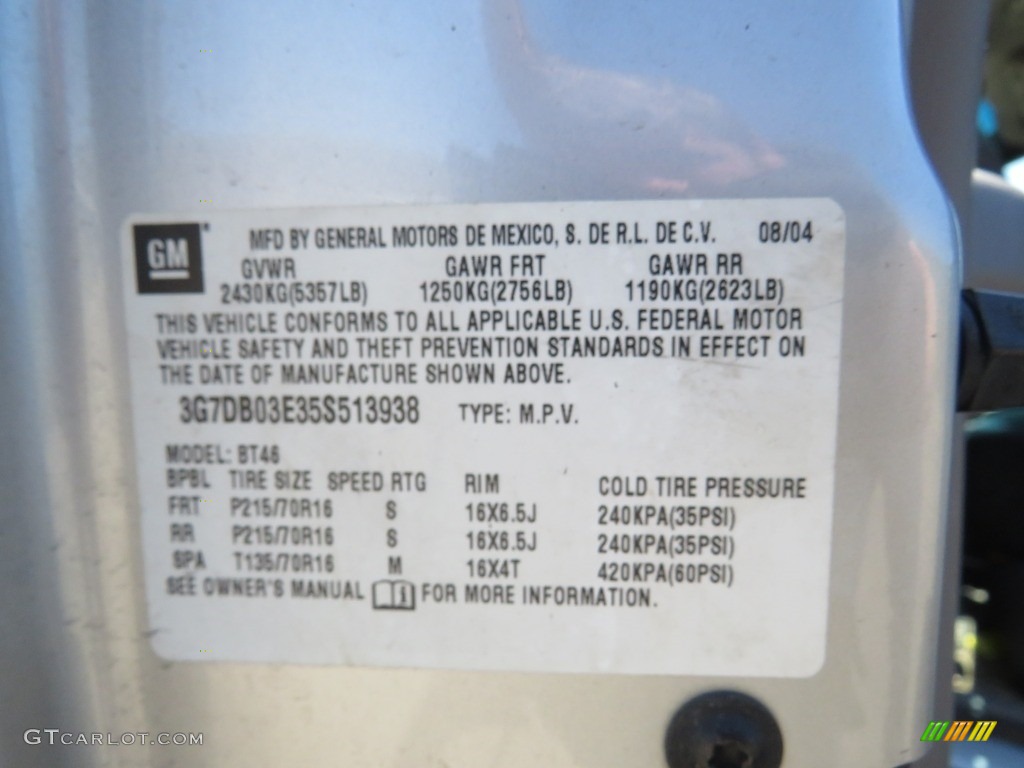 GM MFD BY GENERAL MOTORS DE MEXICO, S. DE R.L. DE C.V. 08/04
GVWR GAWR FRT GAWR RR
2430KG(5357LB) 1250KG(2756LB) 1190KG(2623LB)
THIS VEHICLE CONFORMS TO ALL APPLICABLE U.S. FEDERAL MOTOR
VEHICLE SAFETY AND THEFT PREVENTION STANDARDS IN EFFECT ON
THE DATE OF MANUFACTURE SHOWN ABOVE.
3G7DB03E35S513938 TYPE: M.P.V.
MODEL: BT46
BPBL TIRE SIZE SPEED RTG RIM COLD TIRE PRESSURE
FRT P215/70R16 S 16X6.5J 240KPA(35PSI)
RR P215/70R16 S 16X6.5J 240KPA(35PSI)
SPA T135/70R16 M 16X4T 420KPA(60PSI)
SEE OWNER'S MANUAL FOR MORE INFORMATION.
GTCARLOT.COM